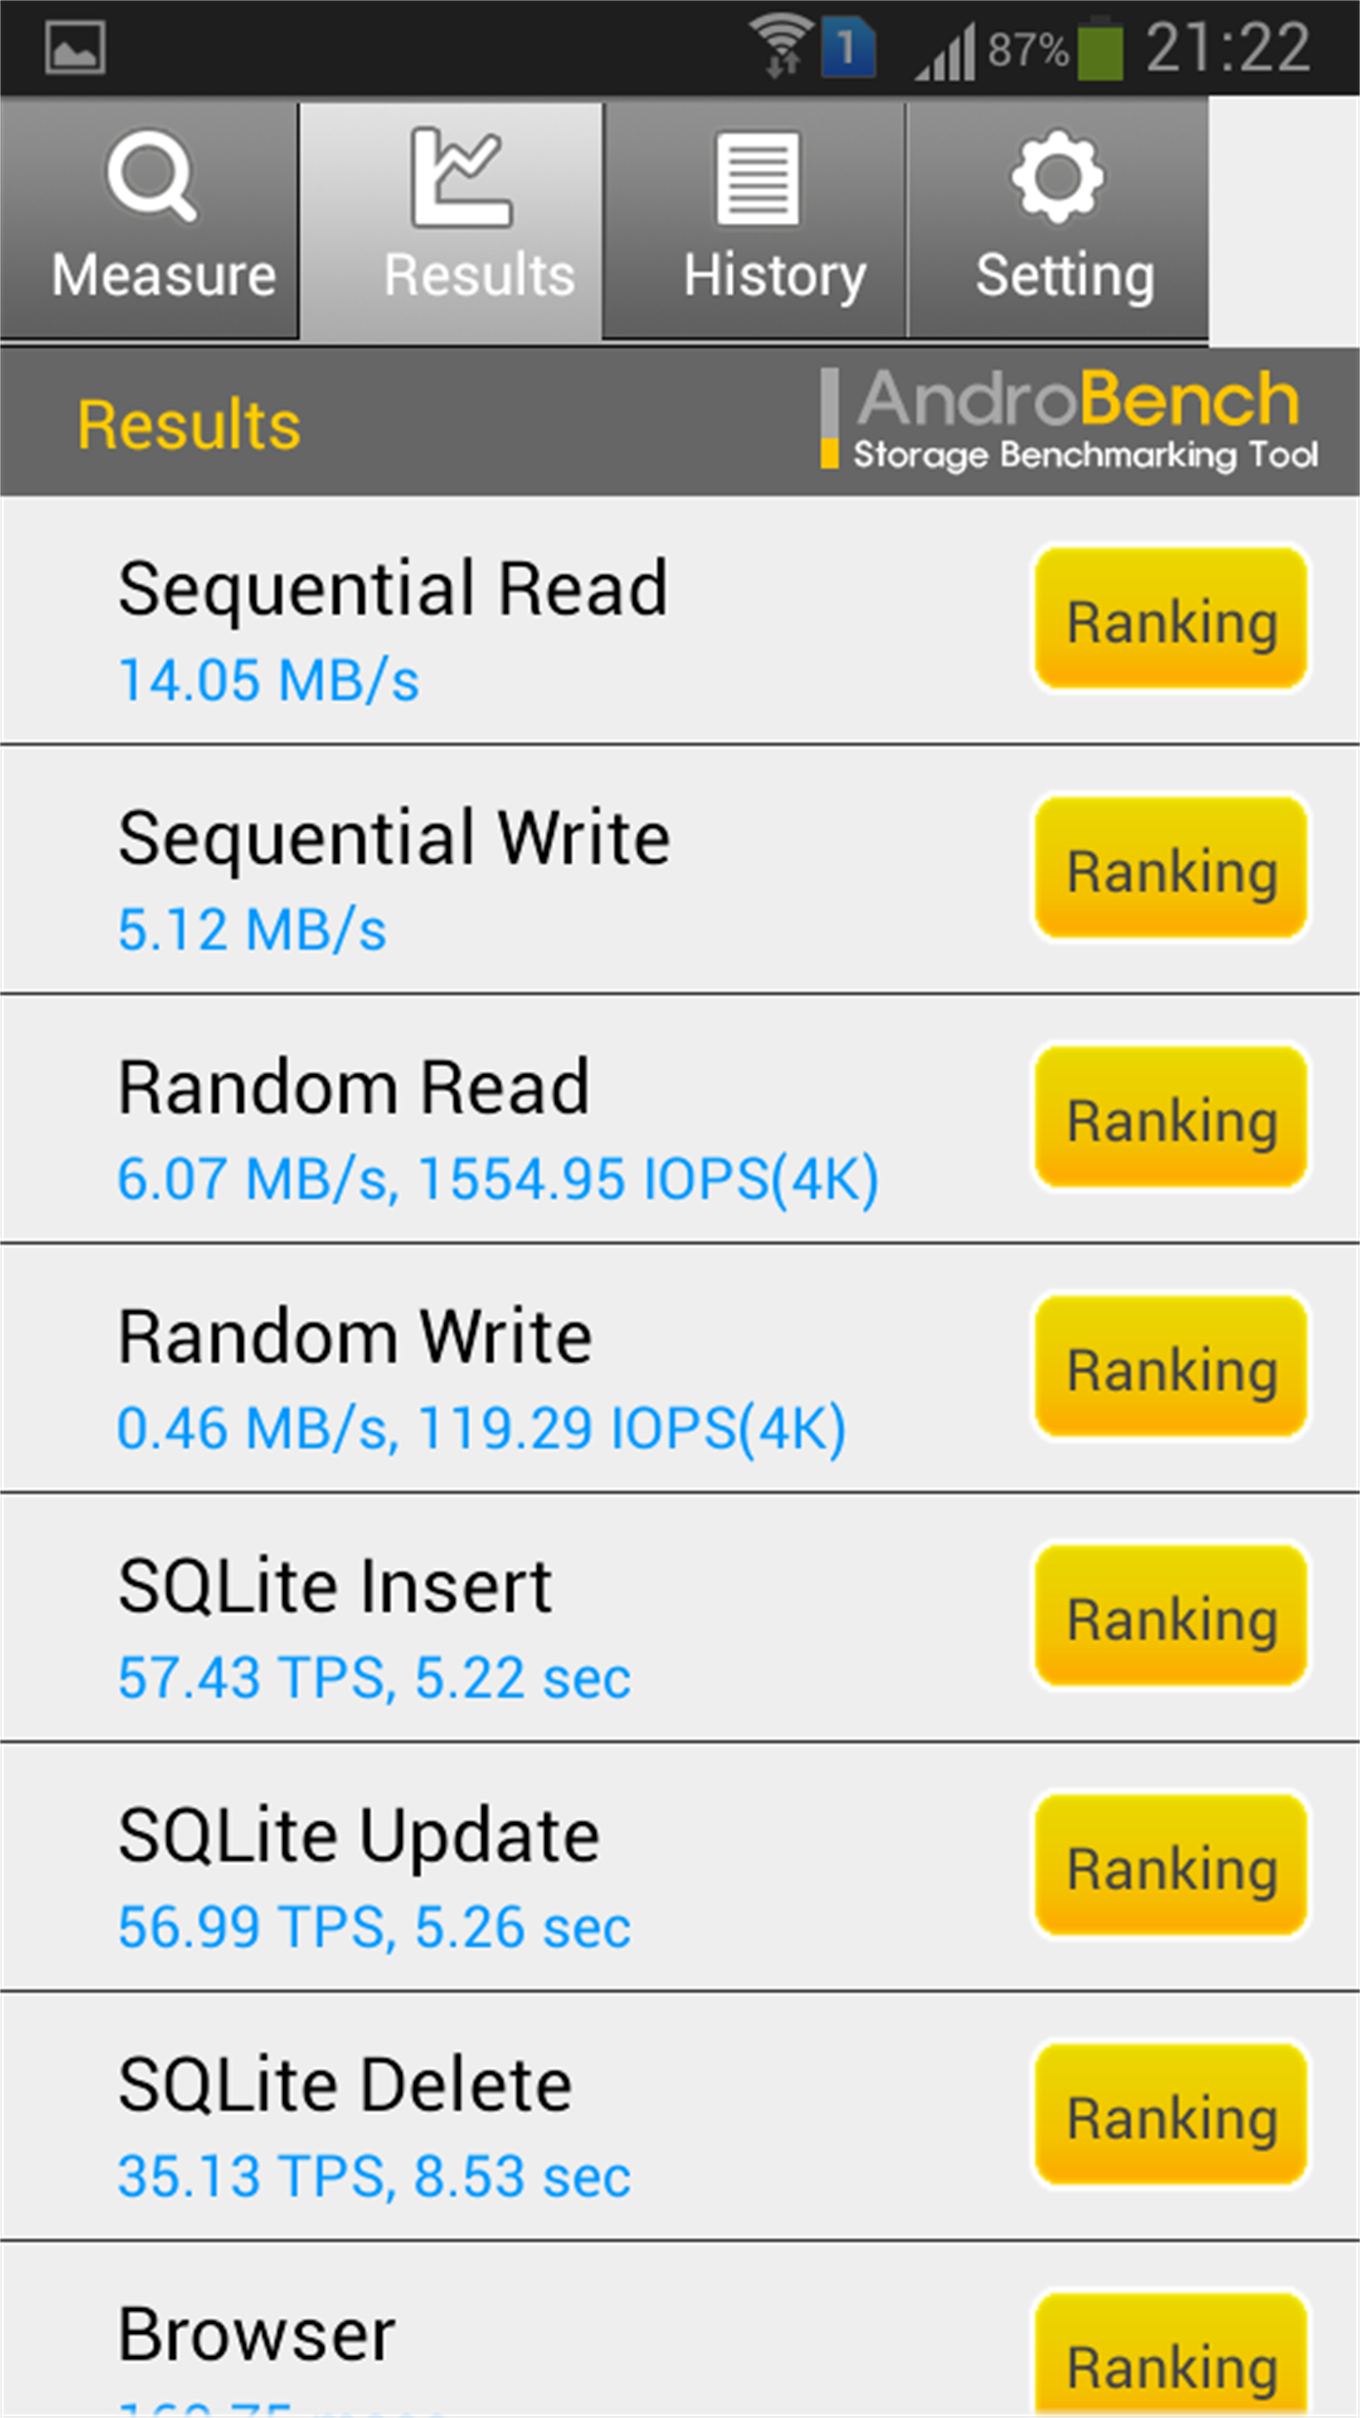 1 87% 21:22
Measure Results History Setting
Results AndroBench
Storage Benchmarking Tool
Sequential Read
14.05 MB/s
Ranking
Sequential Write
5.12 MB/s
Ranking
Random Read
6.07 MB/s, 1554.95 IOPS(4K)
Ranking
Random Write
0.46 MB/s, 119.29 IOPS(4K)
Ranking
SQLite Insert
57.43 TPS, 5.22 sec
Ranking
SQLite Update
56.99 TPS, 5.26 sec
Ranking
SQLite Delete
35.13 TPS, 8.53 sec
Ranking
Browser
Ranking